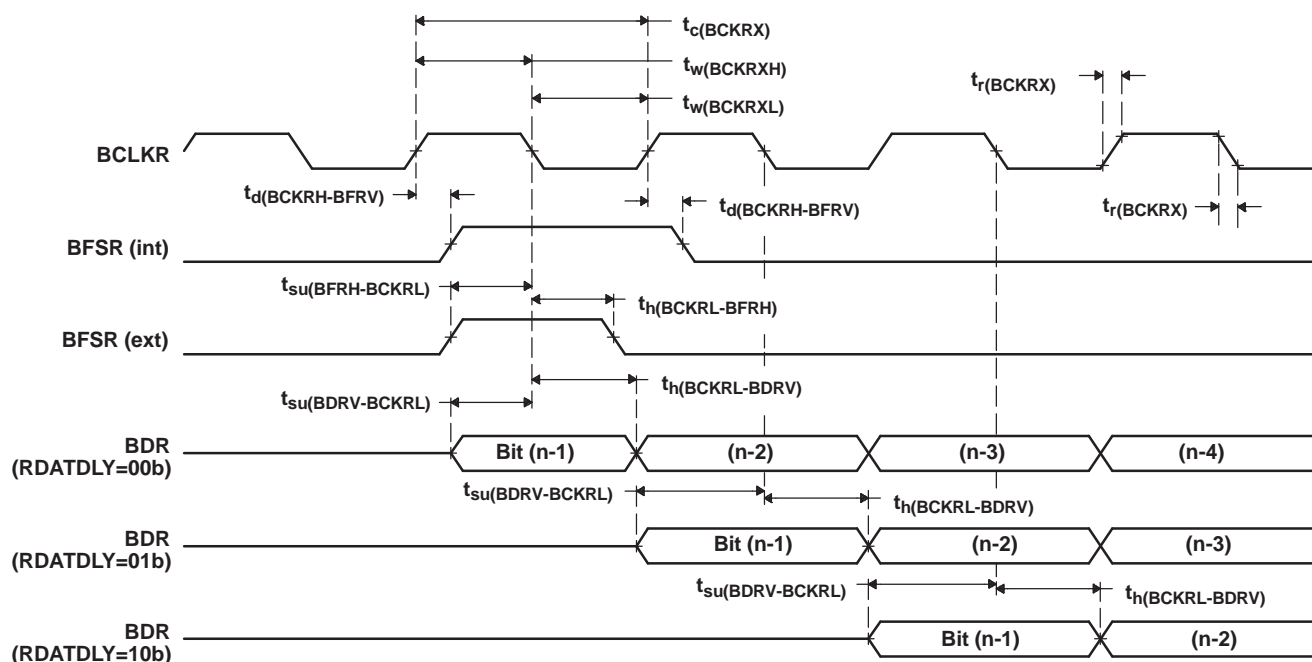 tc(BCKRX)
tw(BCKRXH)
tr(BCKRX)
tw(BCKRXL)
BCLKR
td(BCKRH-BFRV)
td(BCKRH-BFRV)
tr(BCKRX)
BFSR (int)
tsu(BFRH-BCKRL)
th(BCKRL-BFRH)
BFSR (ext)
th(BCKRL-BDRV)
tsu(BDRV-BCKRL)
BDR
(RDATDLY=00b)
Bit (n-1)
(n-2)
(n-3)
(n-4)
tsu(BDRV-BCKRL)
th(BCKRL-BDRV)
BDR
(RDATDLY=01b)
Bit (n-1)
(n-2)
(n-3)
tsu(BDRV-BCKRL)
th(BCKRL-BDRV)
BDR
(RDATDLY=10b)
Bit (n-1)
(n-2)